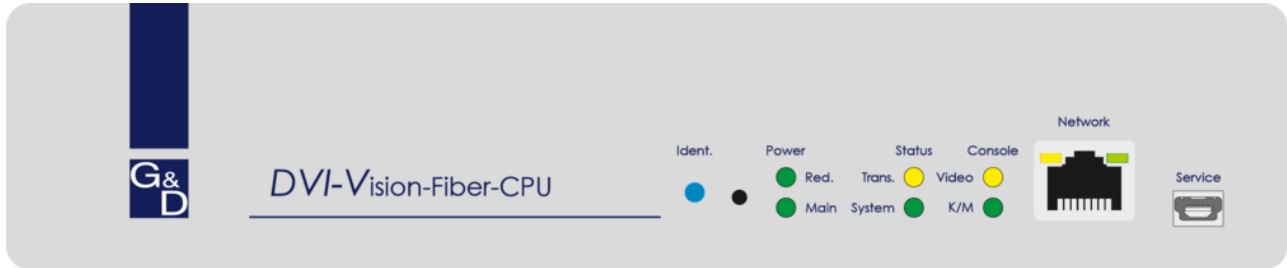 Network
Ident. Power Status Console
G&
D
DVI-Vision-Fiber-CPU
Red. Trans. Video
Main System K/M
Service